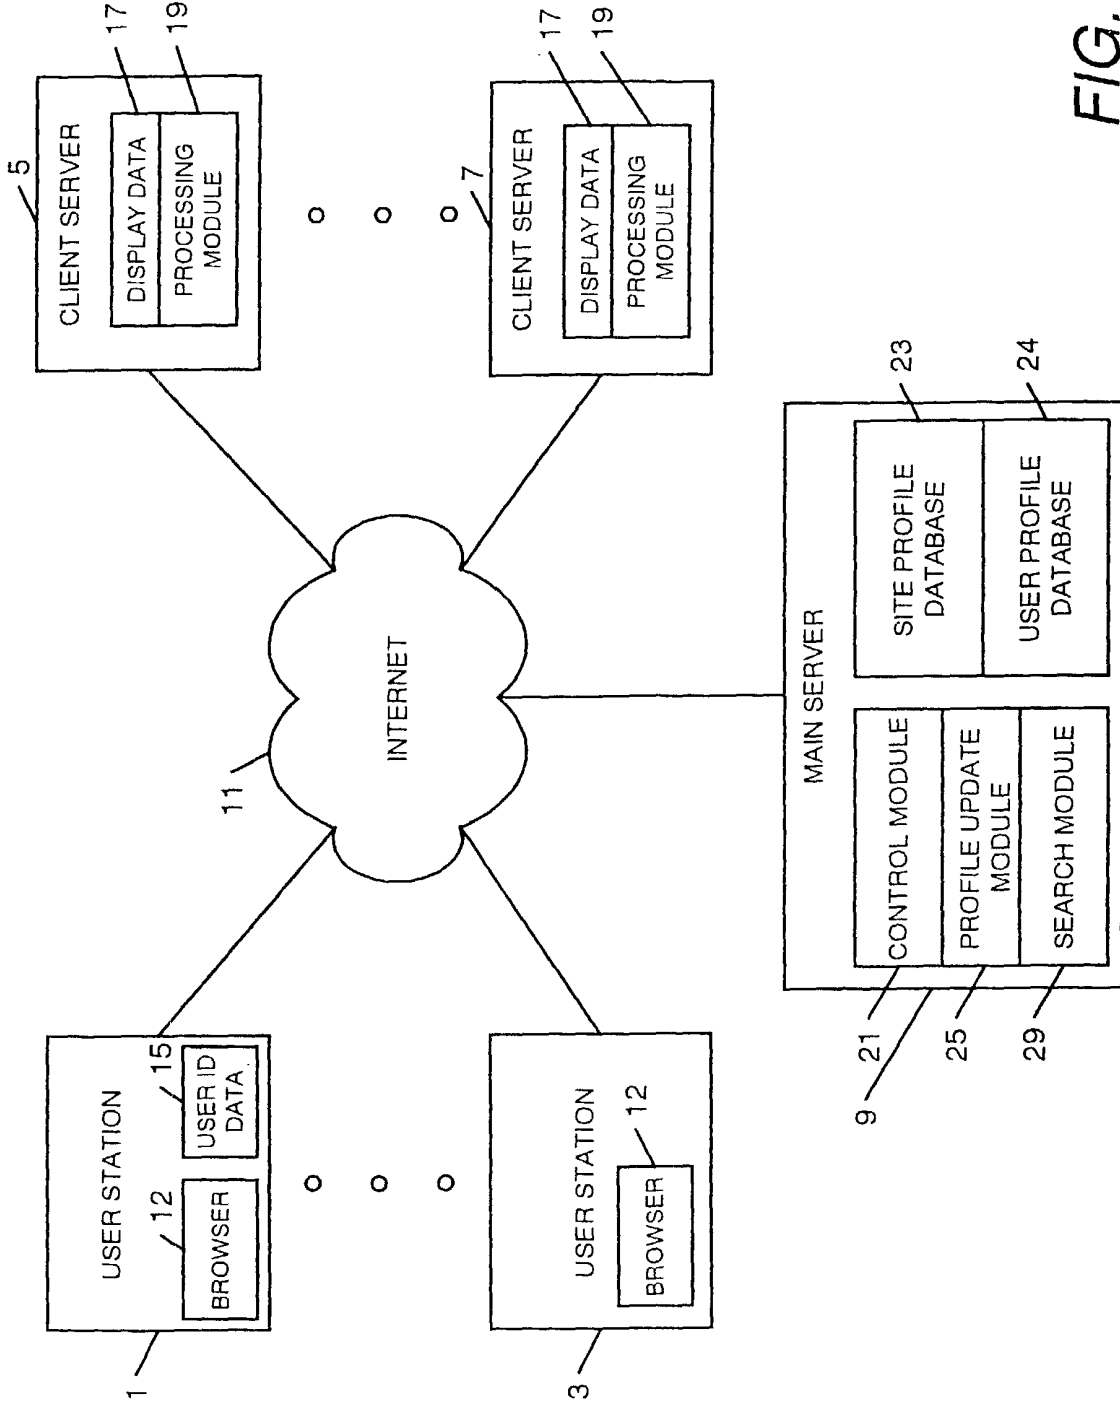 1
USER STATION
12
BROWSER
15
USER ID
DATA
3
USER STATION
12
BROWSER
11
INTERNET
5
CLIENT SERVER
17
DISPLAY DATA
19
PROCESSING
MODULE
7
CLIENT SERVER
17
DISPLAY DATA
19
PROCESSING
MODULE
9
MAIN SERVER
21
CONTROL MODULE
25
PROFILE UPDATE
MODULE
29
SEARCH MODULE
23
SITE PROFILE
DATABASE
24
USER PROFILE
DATABASE
FIG.